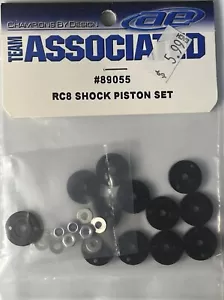 CHAMPIONS BY DESIGN
TEAM
ASSOCIATED
$ 5.99
#89055
RC8 SHOCK PISTON SET